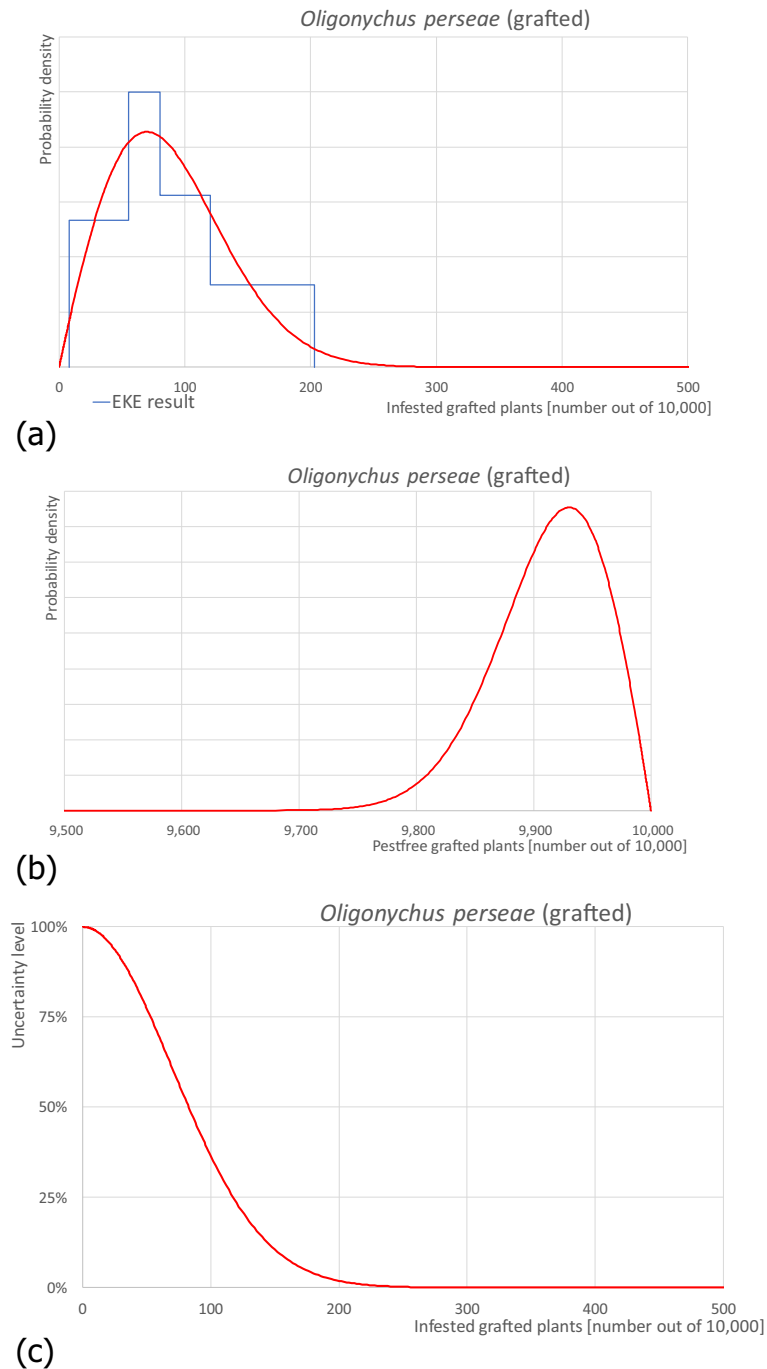 Oligonychus perseae (grafted)
Probability density
0 100 200 300 400 500
EKE result
Infested grafted plants [number out of 10,000]
(a)
Oligonychus perseae (grafted)
Probability density
9,500 9,600 9,700 9,800 9,900 10,000
Pestfree grafted plants [number out of 10,000]
(b)
Oligonychus perseae (grafted)
Uncertainty level
100%
75%
50%
25%
0%
0 100 200 300 400 500
Infested grafted plants [number out of 10,000]
(c)